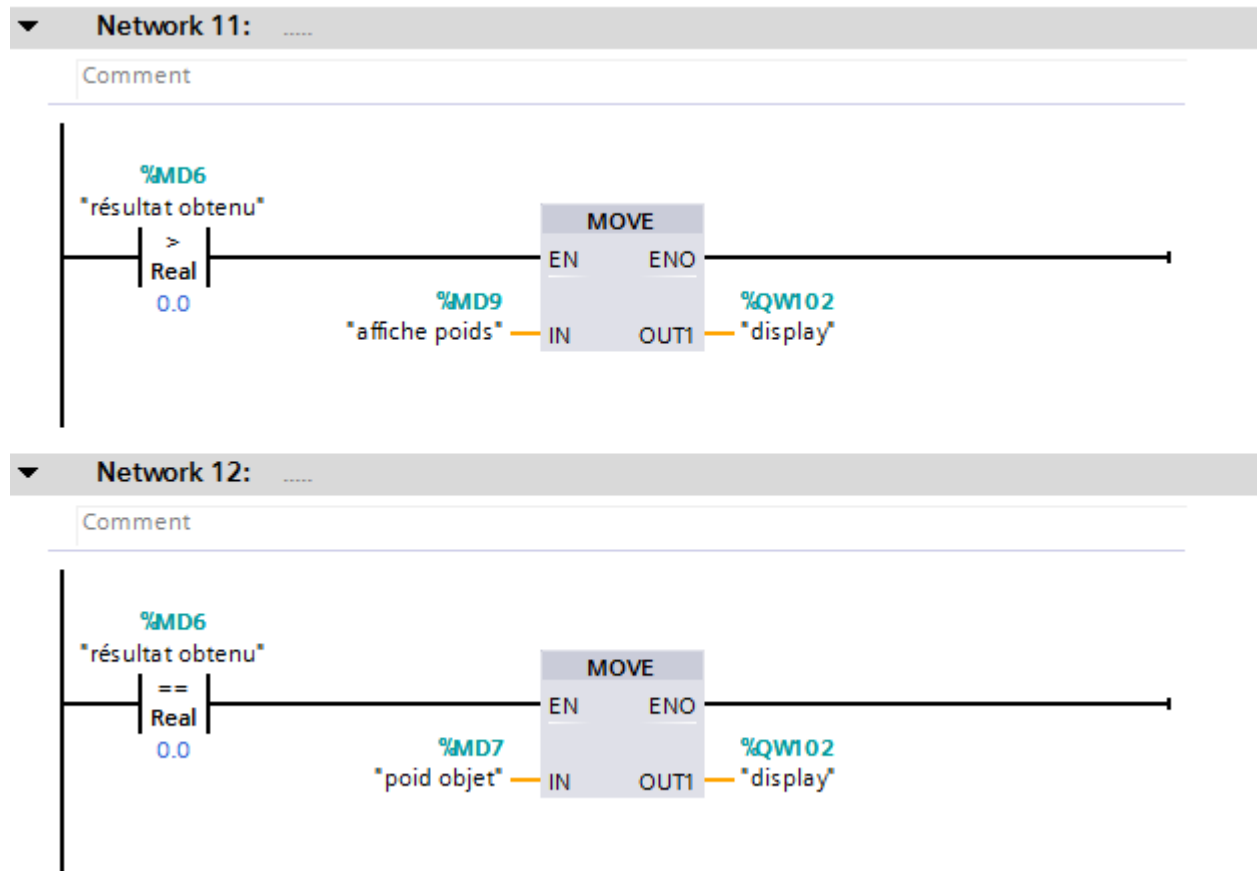 Network 11: .....
Comment
%MD6
"résultat obtenu"
>
Real
0.0
MOVE
EN ENO
%MD9
"affiche poids"
IN OUT1
%QW102
"display"
Network 12: .....
Comment
%MD6
"résultat obtenu"
==
Real
0.0
MOVE
EN ENO
%MD7
"poid objet"
IN OUT1
%QW102
"display"